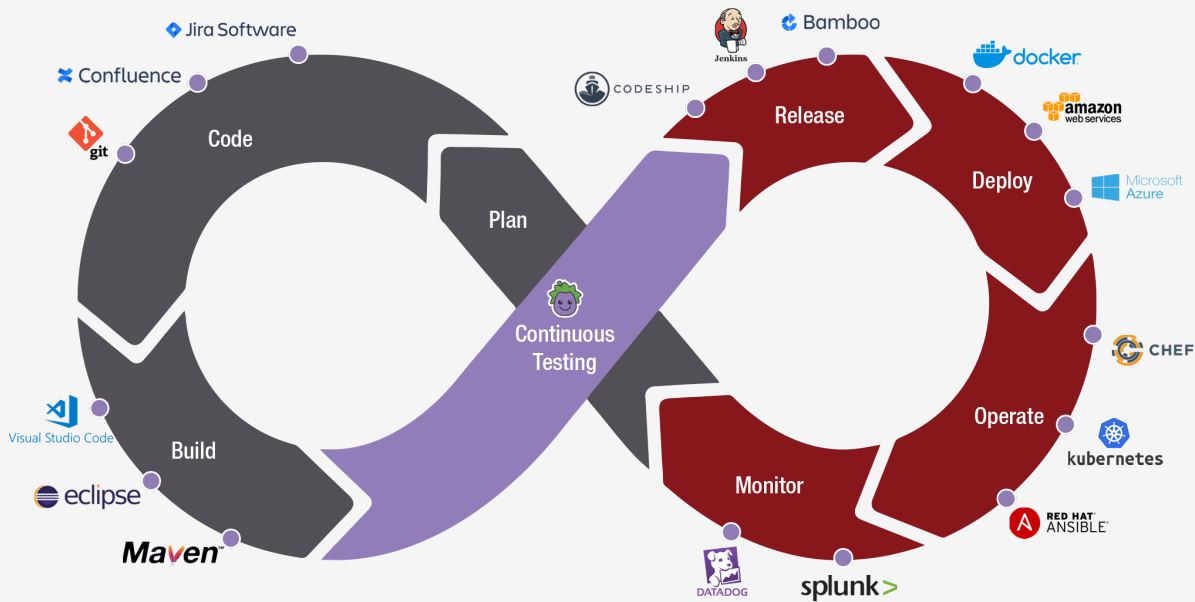 Jira Software
Confluence
git
Code
Plan
Build
Visual Studio Code
eclipse
Maven™
Continuous
Testing
CODESHIP
Jenkins
Bamboo
Release
docker
amazon
web services
Deploy
Microsoft
Azure
CHEF
Operate
kubernetes
RED HAT®
ANSIBLE®
Monitor
DATADOG
splunk>